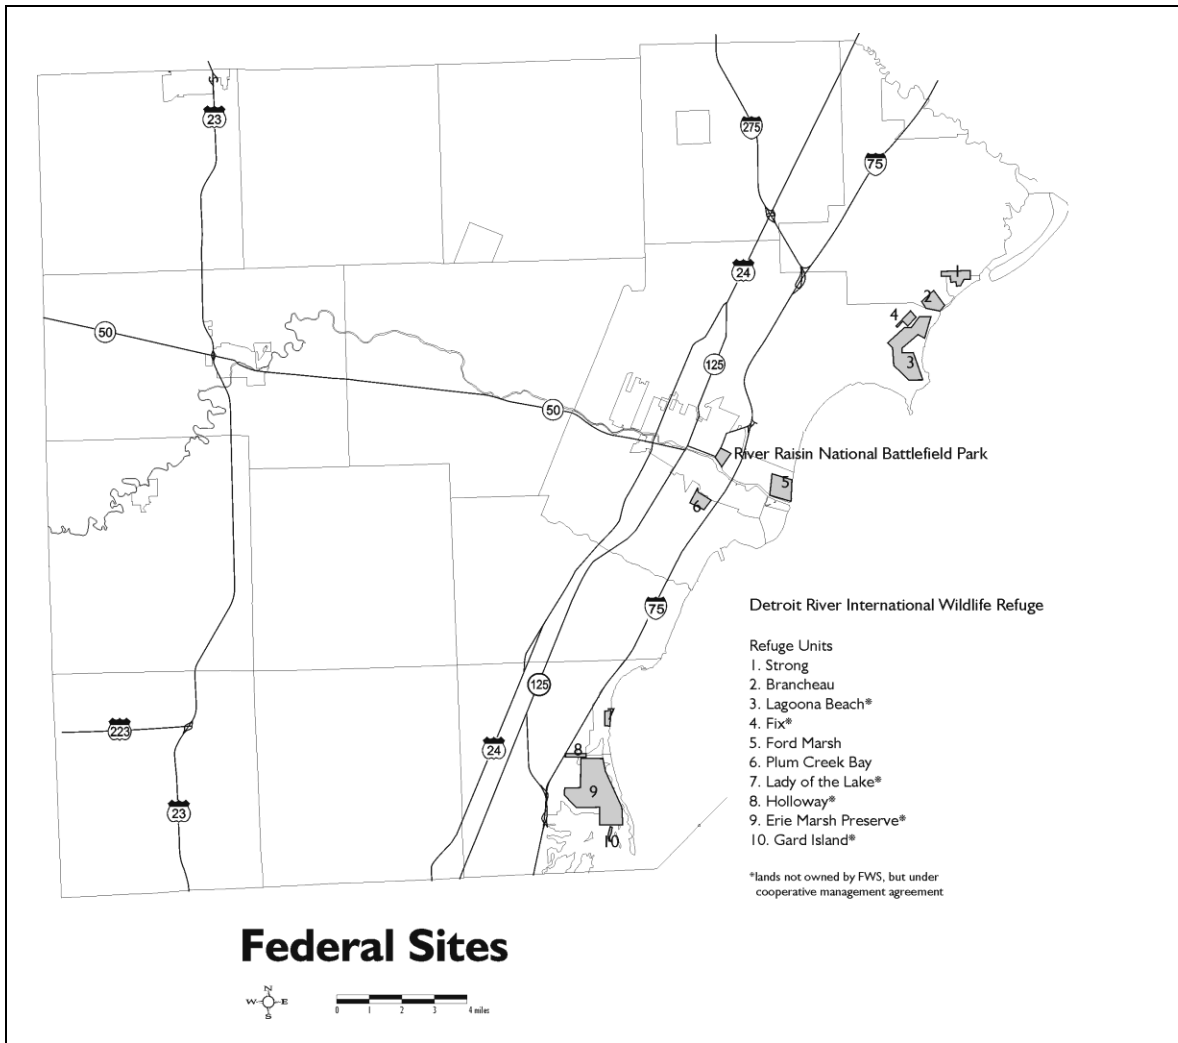 23
275
75
24
1
2
4
3
50
125
50
River Raisin National Battlefield Park
5
6
Detroit River International Wildlife Refuge
75
Refuge Units
1. Strong
2. Brancheau
3. Lagoona Beach*
4. Fix*
5. Ford Marsh
6. Plum Creek Bay
7. Lady of the Lake*
8. Holloway*
9. Erie Marsh Preserve*
10. Gard Island*
*lands not owned by FWS, but under
cooperative management agreement
125
223
7
24
8
9
23
10
Federal Sites
N
W E
S
0 1 2 3 4 miles